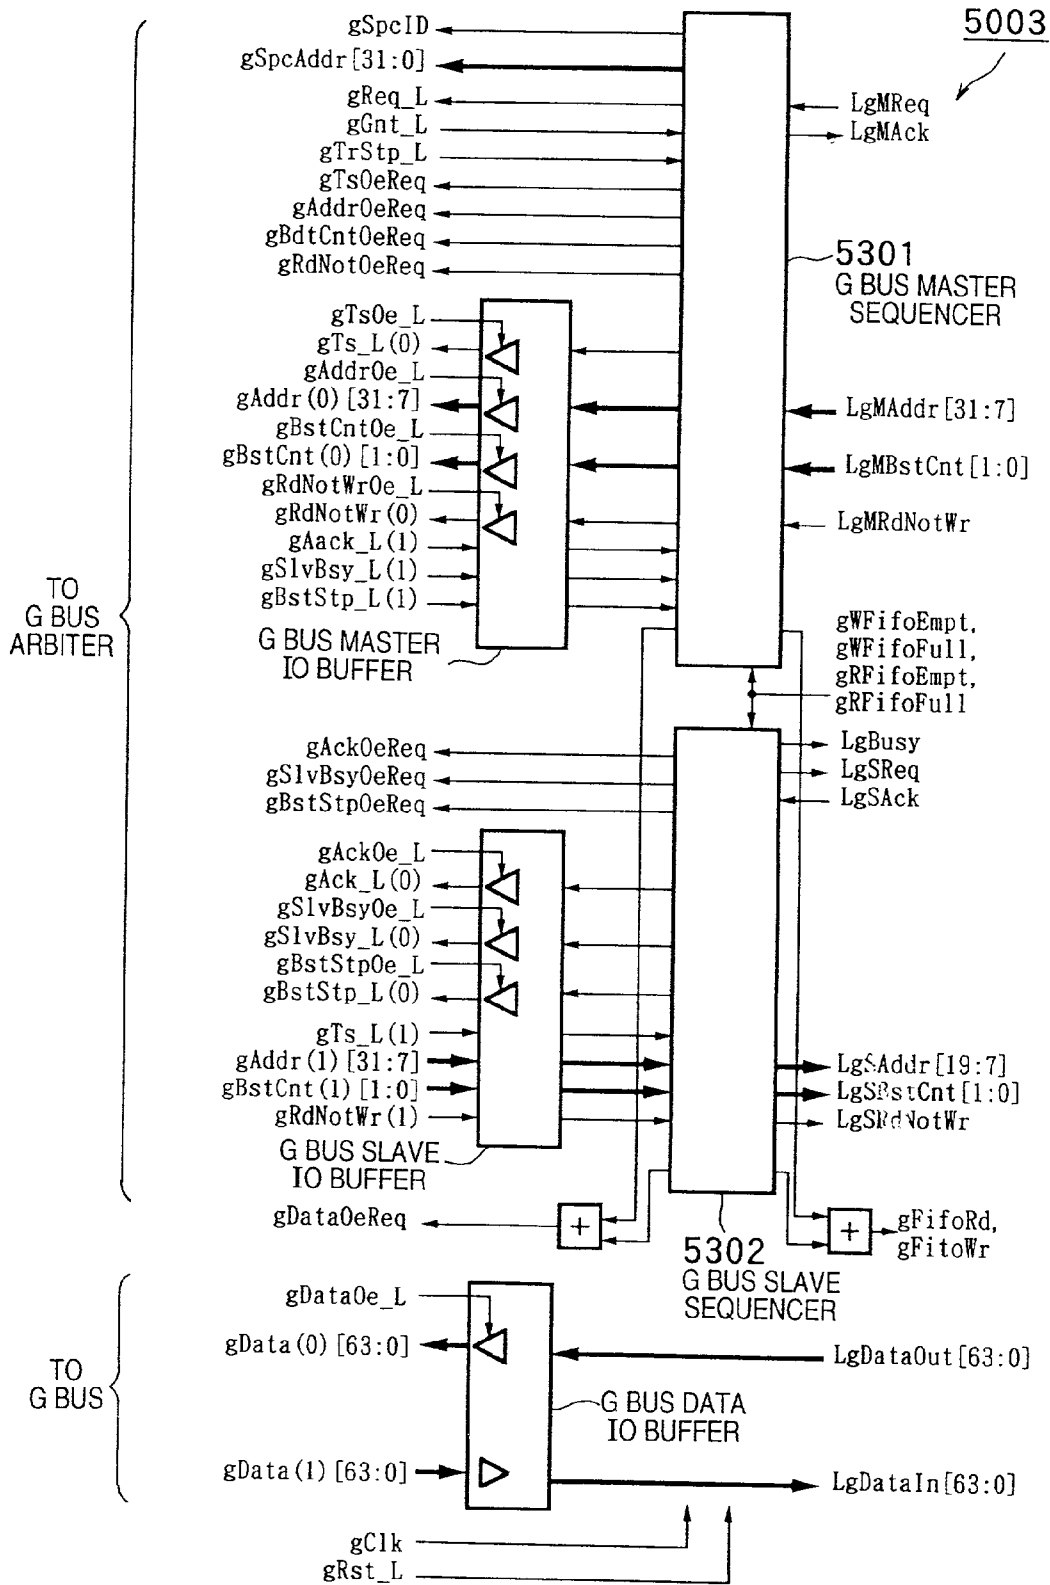 5003
gSpcID
gSpcAddr[31:0]
gReq_L
gGnt_L
gTrStp_L
gTsOeReq
gAddrOeReq
gBdtCntOeReq
gRdNotOeReq
LgMReq
LgMAck
5301
G BUS MASTER
SEQUENCER
gTsOe_L
gTs_L(0)
gAddrOe_L
gAddr(0)[31:7]
gBstCntOe_L
gBstCnt(0)[1:0]
gRdNotWrOe_L
gRdNotWr(0)
gAack_L(1)
gSlvBsy_L(1)
gBstStp_L(1)
LgMAddr[31:7]
LgMBstCnt[1:0]
LgMRdNotWr
TO
G BUS
ARBITER
G BUS MASTER
IO BUFFER
gWFifoEmpt,
gWFifoFull,
gRFifoEmpt,
gRFifoFull
gAckOeReq
gSlvBsyOeReq
gBstStpOeReq
LgBusy
LgSReq
LgSAck
gAckOe_L
gAck_L(0)
gSlvBsyOe_L
gSlvBsy_L(0)
gBstStpOe_L
gBstStp_L(0)
gTs_L(1)
gAddr(1)[31:7]
gBstCnt(1)[1:0]
gRdNotWr(1)
LgSAddr[19:7]
LgSBstCnt[1:0]
LgSRdNotWr
G BUS SLAVE
IO BUFFER
gDataOeReq
+
+
gFifoRd,
gFitoWr
5302
G BUS SLAVE
SEQUENCER
gDataOe_L
gData(0)[63:0]
LgDataOut[63:0]
TO
G BUS
G BUS DATA
IO BUFFER
gData(1)[63:0]
LgDataIn[63:0]
gClk
gRst_L